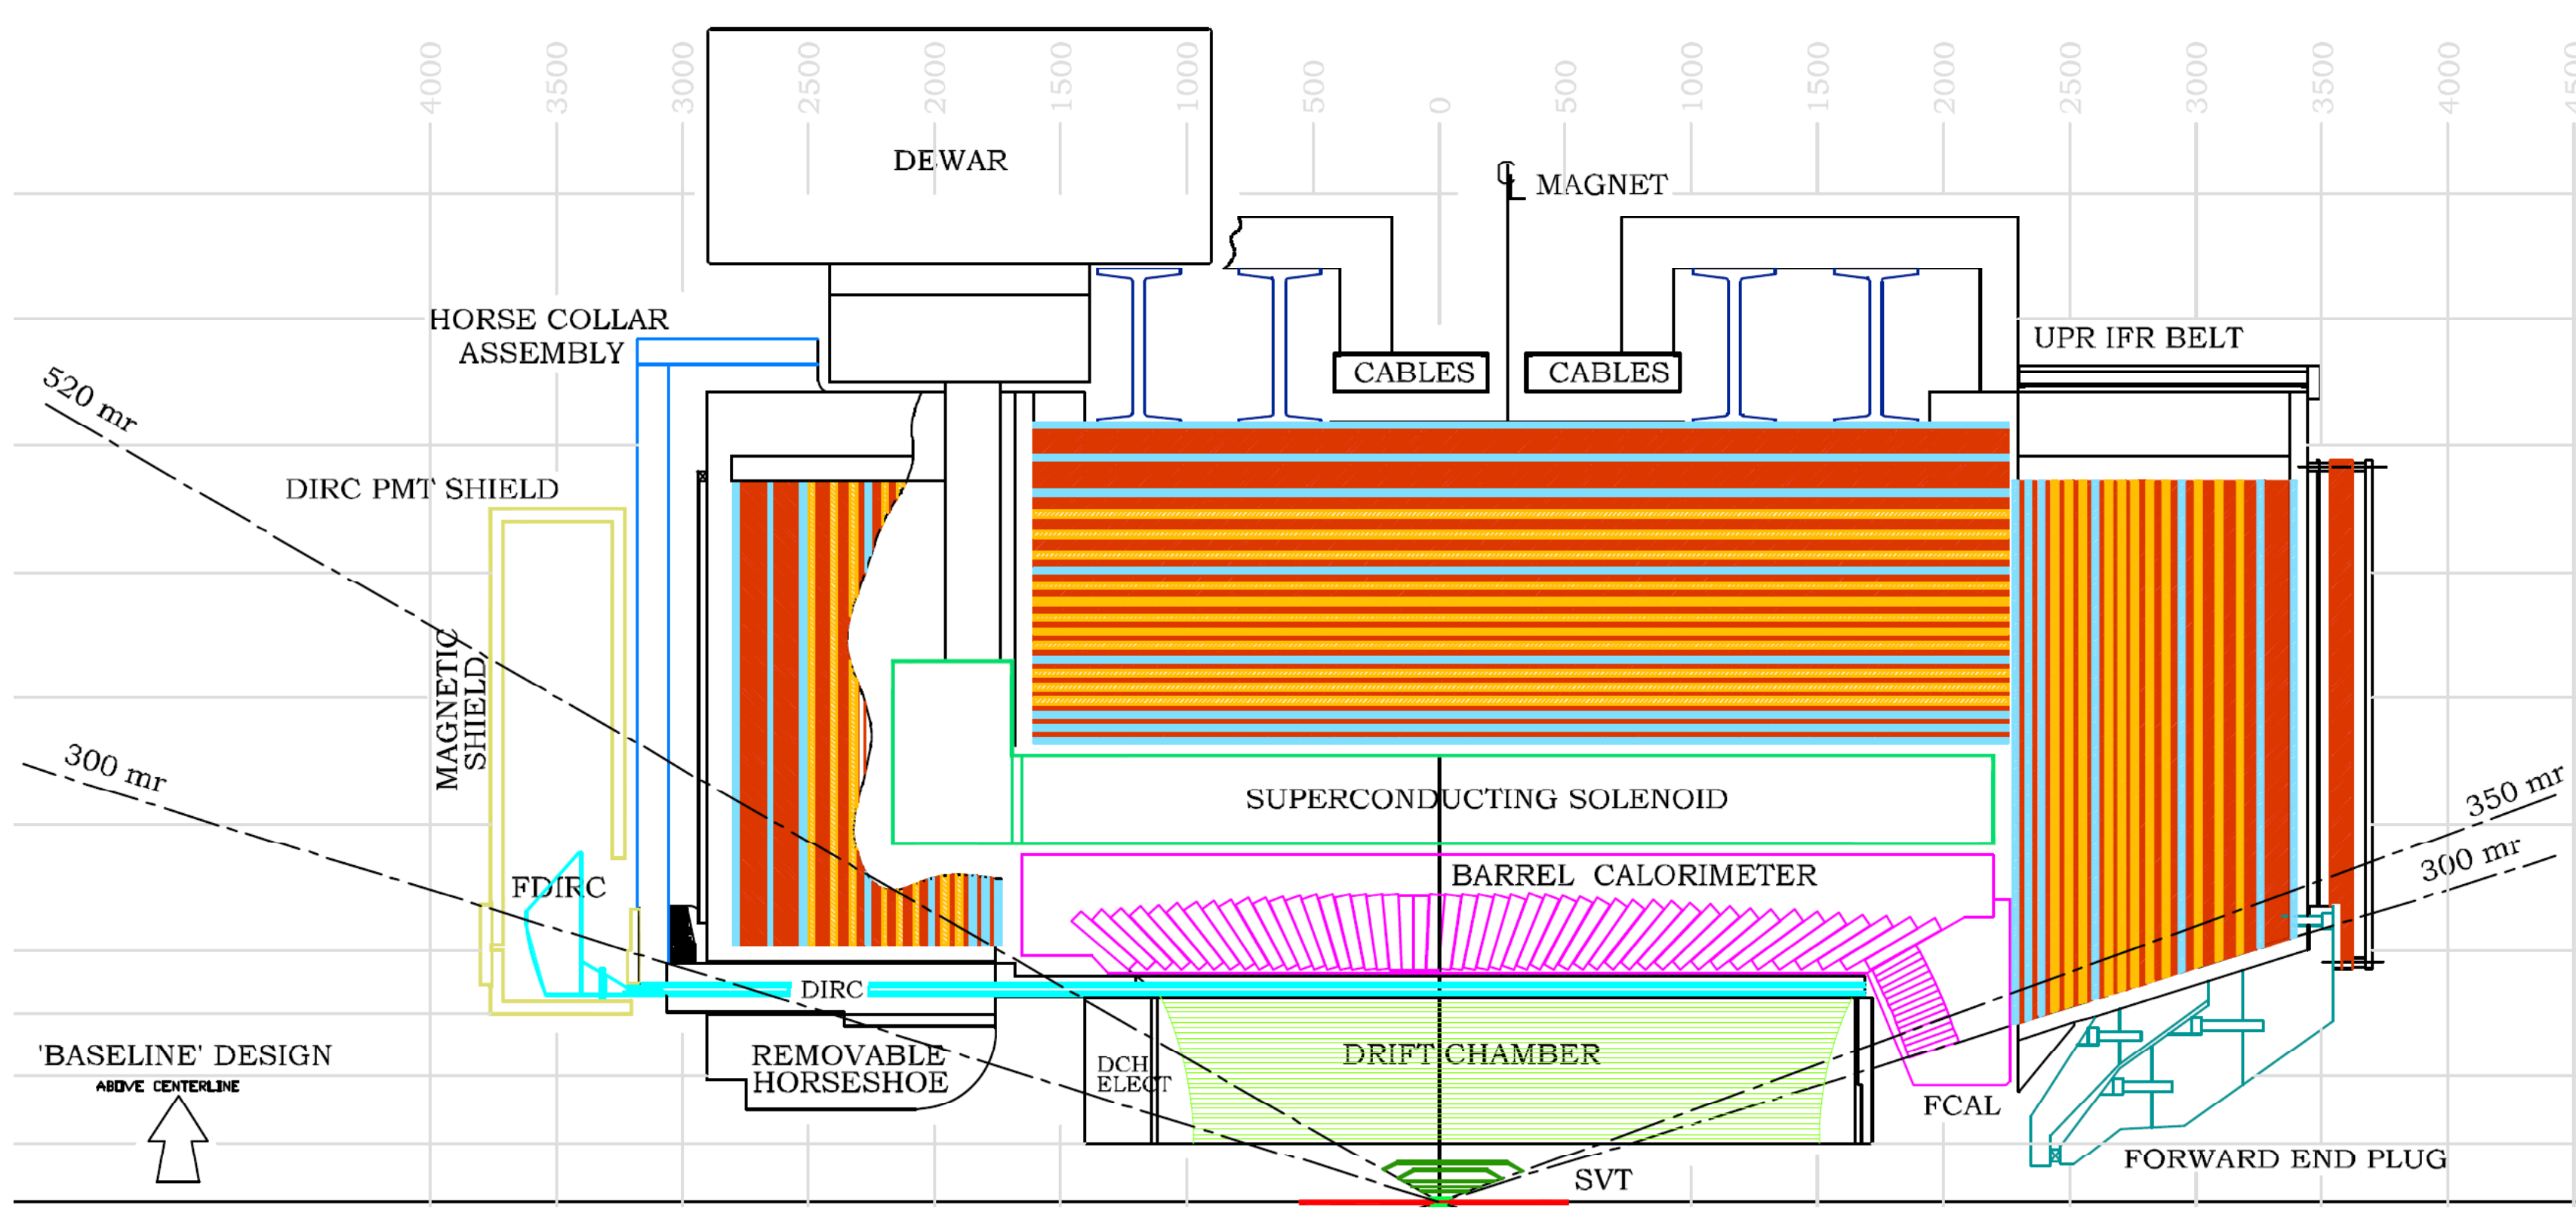 4000 3500 3000 2500 2000 1500 1000 500 0 500 1000 1500 2000 2500 3000 3500 4000
DEWAR
MAGNET
HORSE COLLAR
ASSEMBLY
UPR IFR BELT
CABLES
CABLES
520 mr
DIRC PMT SHIELD
MAGNETIC
SHIELD
300 mr
SUPERCONDUCTING SOLENOID
350 mr
300 mr
BARREL CALORIMETER
FDIRC
DIRC
'BASELINE' DESIGN
ABOVE CENTERLINE
REMOVABLE
HORSESHOE
DCH
ELECT
DRIFT CHAMBER
FCAL
FORWARD END PLUG
SVT